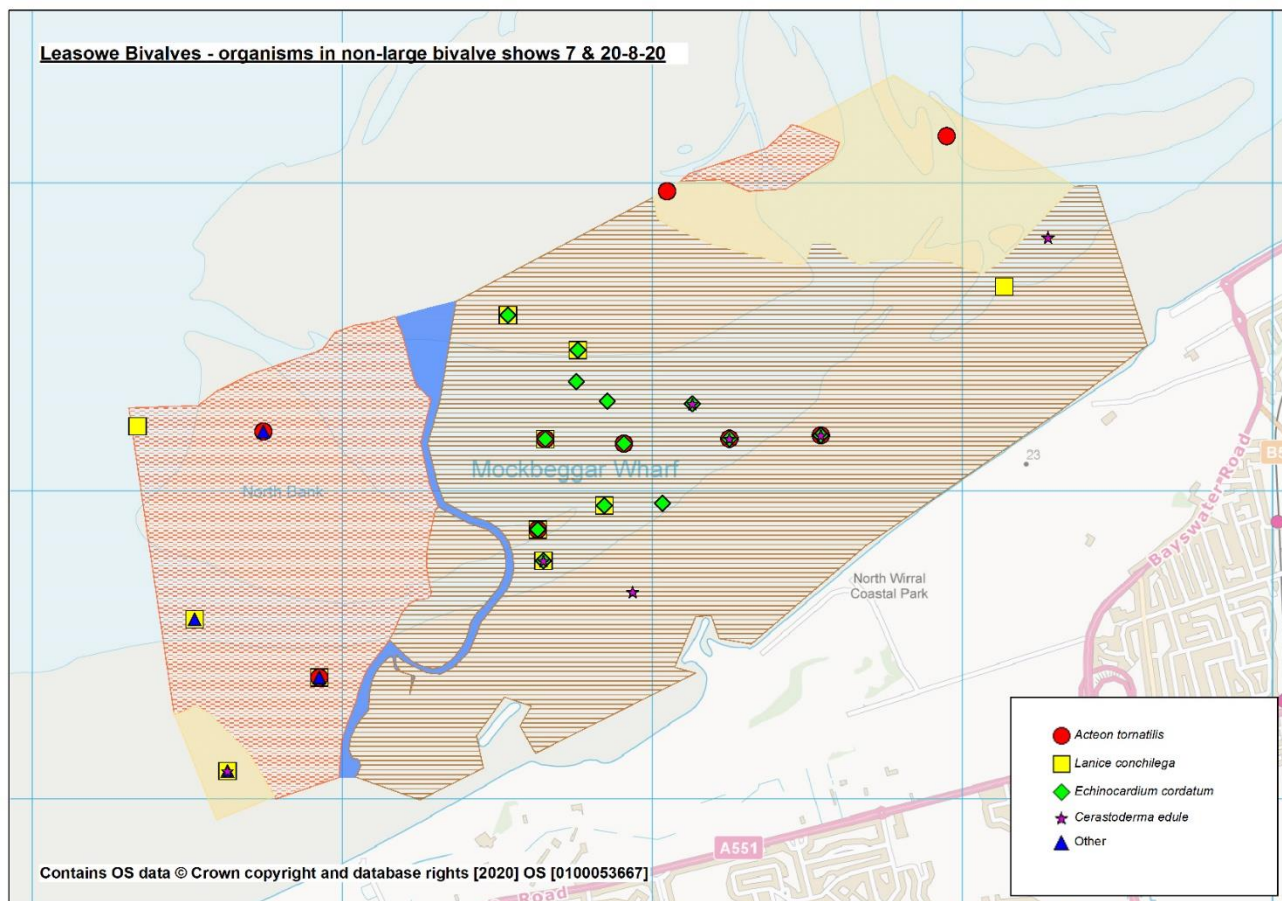 Leasowe Bivalves - organisms in non-large bivalve shows 7 & 20-8-20
Mockbeggar Wharf
North Bank
23
Bayswater Road
North Wirral
Coastal Park
A551
Road
Acteon tornatilis
Lanice conchilega
Echinocardium cordatum
Cerastoderma edule
Other
Contains OS data © Crown copyright and database rights [2020] OS [0100053667]